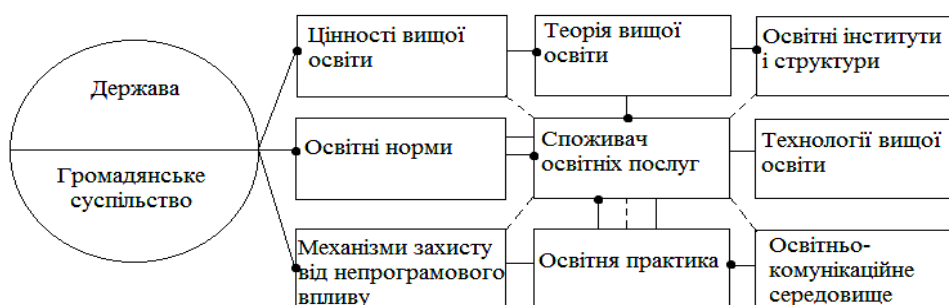 Держава
Громадянське
суспільство
Цінності вищої
освіти
Теорія вищої
освіти
Освітні інститути
і структури
Освітні норми
Споживач
освітніх послуг
Технології вищої
освіти
Механізми захисту
від непрограмового
впливу
Освітня практика
Освітньо-
комунікаційне
середовище